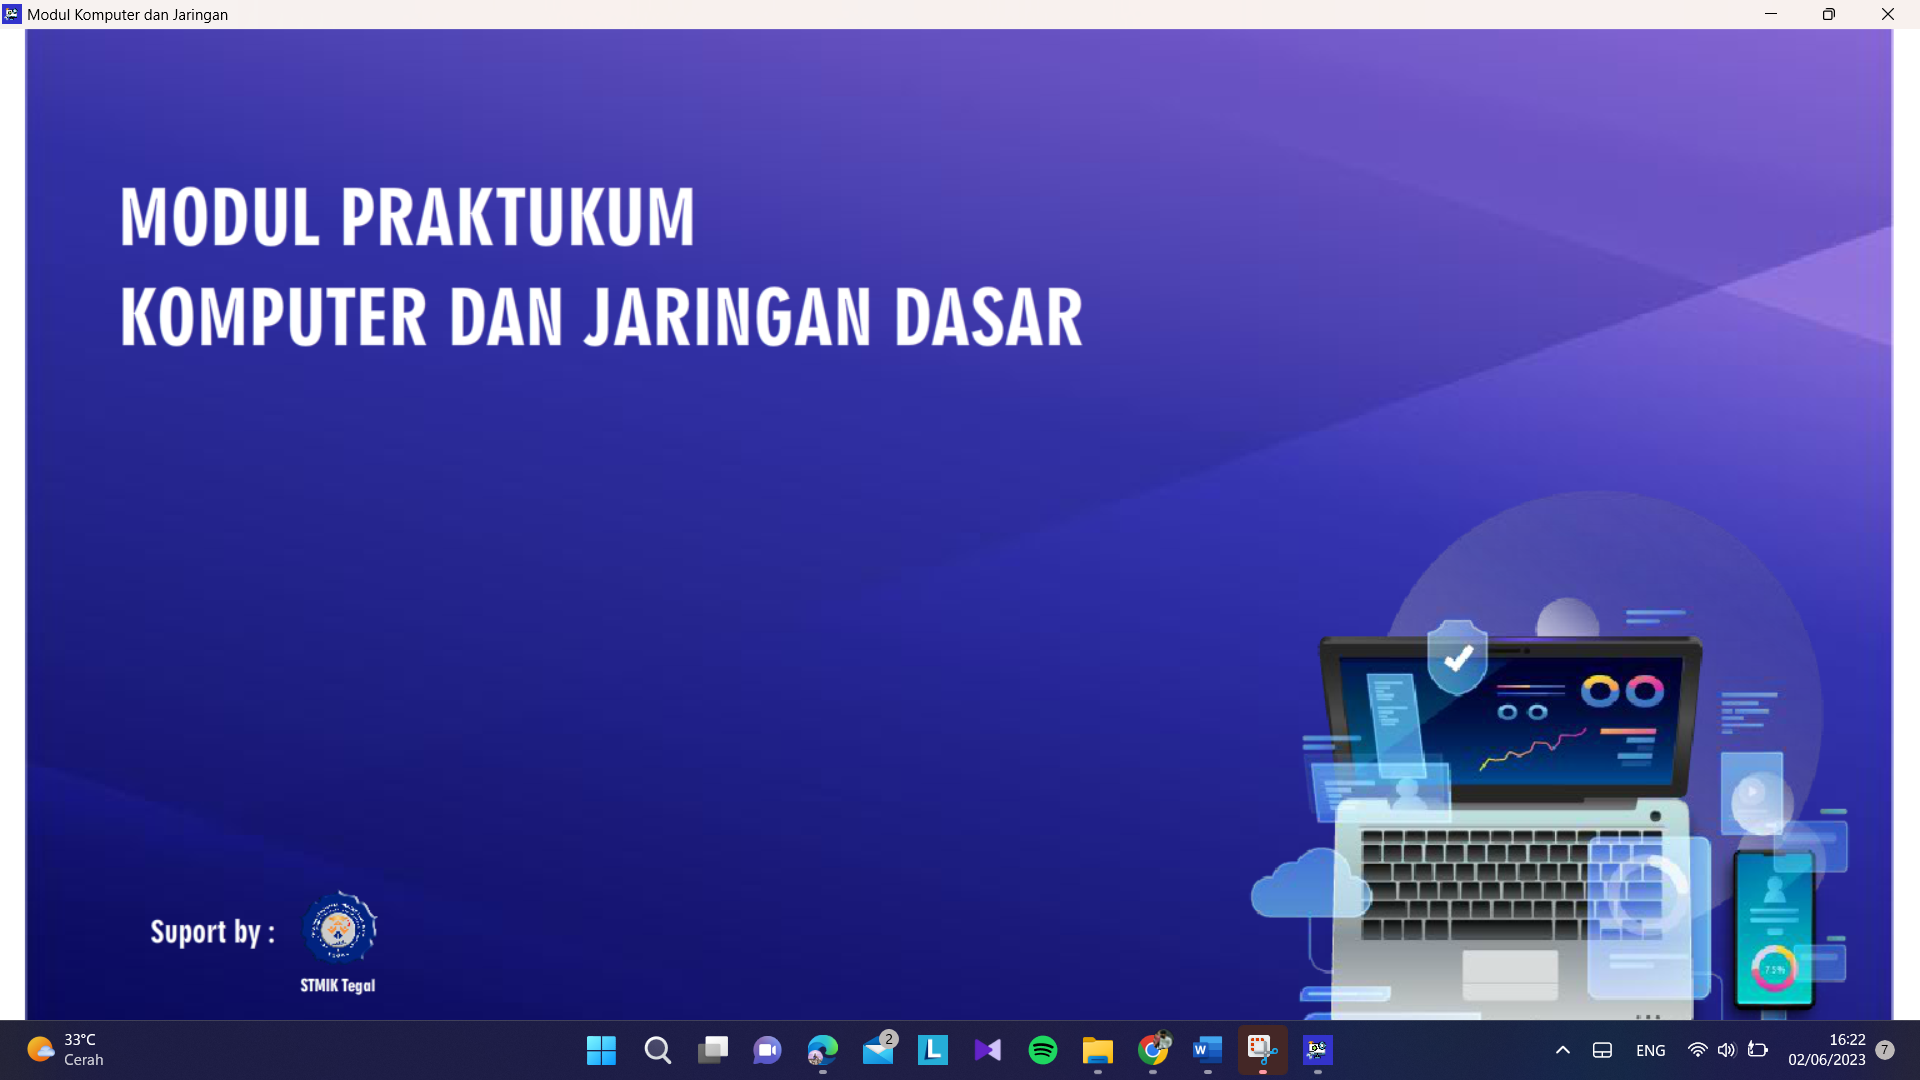 Modul Komputer dan Jaringan
MODUL PRAKTUKUM
KOMPUTER DAN JARINGAN DASAR
75%
Suport by :
STMIK Tegal
33°C
Cerah
2
L
W
ENG
16:22
02/06/2023
7